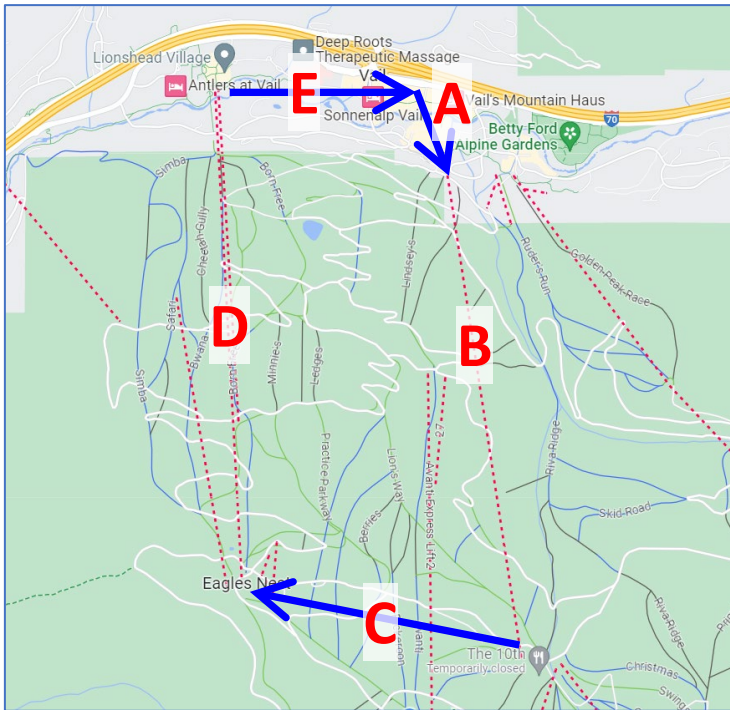 Deep Roots
Therapeutic Massage
Lionshead Village
Vail
Antlers at Vail
E
A
Vail's Mountain Haus
Sonnenalp Vail
70
Betty Ford
Alpine Gardens
Simba
Born-Free
Cheetah Gully
Lindsey's
Ruder's Run
Golden Peak Race
Safari
Bwana
D
B
Simba
Minnie's
Ledges
Practice Parkway
Lion's Way
Avanti Express Lift 2
Riva Ridge
Berries
Skid Road
Eagles Nest
C
Riva Ridge
The 10th
Temporarily closed
Christmas